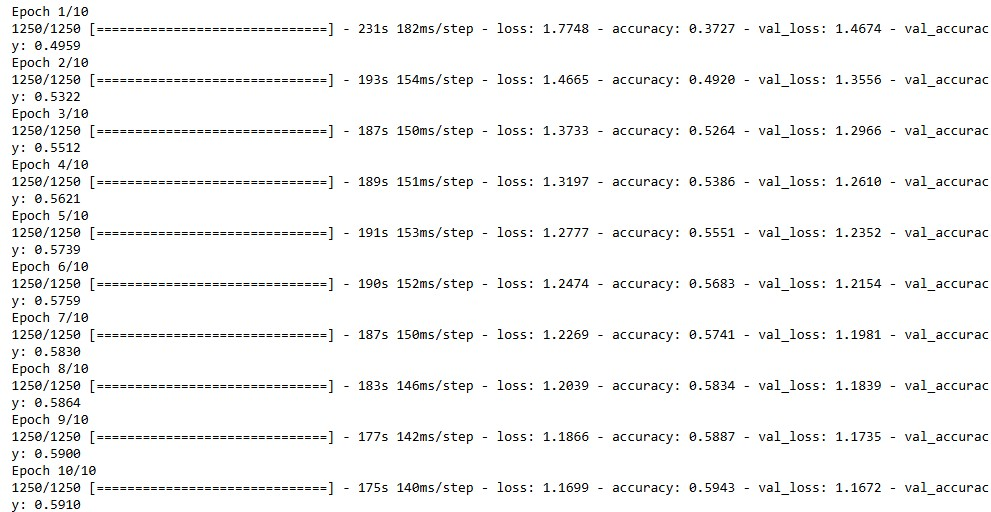 Epoch 1/10
1250/1250 [==============================] - 231s 182ms/step - loss: 1.7748 - accuracy: 0.3727 - val_loss: 1.4674 - val_accurac
y: 0.4959
Epoch 2/10
1250/1250 [==============================] - 193s 154ms/step - loss: 1.4665 - accuracy: 0.4920 - val_loss: 1.3556 - val_accurac
y: 0.5322
Epoch 3/10
1250/1250 [==============================] - 187s 150ms/step - loss: 1.3733 - accuracy: 0.5264 - val_loss: 1.2966 - val_accurac
y: 0.5512
Epoch 4/10
1250/1250 [==============================] - 189s 151ms/step - loss: 1.3197 - accuracy: 0.5386 - val_loss: 1.2610 - val_accurac
y: 0.5621
Epoch 5/10
1250/1250 [==============================] - 191s 153ms/step - loss: 1.2777 - accuracy: 0.5551 - val_loss: 1.2352 - val_accurac
y: 0.5739
Epoch 6/10
1250/1250 [==============================] - 190s 152ms/step - loss: 1.2474 - accuracy: 0.5683 - val_loss: 1.2154 - val_accurac
y: 0.5759
Epoch 7/10
1250/1250 [==============================] - 187s 150ms/step - loss: 1.2269 - accuracy: 0.5741 - val_loss: 1.1981 - val_accurac
y: 0.5830
Epoch 8/10
1250/1250 [==============================] - 183s 146ms/step - loss: 1.2039 - accuracy: 0.5834 - val_loss: 1.1839 - val_accurac
y: 0.5864
Epoch 9/10
1250/1250 [==============================] - 177s 142ms/step - loss: 1.1866 - accuracy: 0.5887 - val_loss: 1.1735 - val_accurac
y: 0.5900
Epoch 10/10
1250/1250 [==============================] - 175s 140ms/step - loss: 1.1699 - accuracy: 0.5943 - val_loss: 1.1672 - val_accurac
y: 0.5910